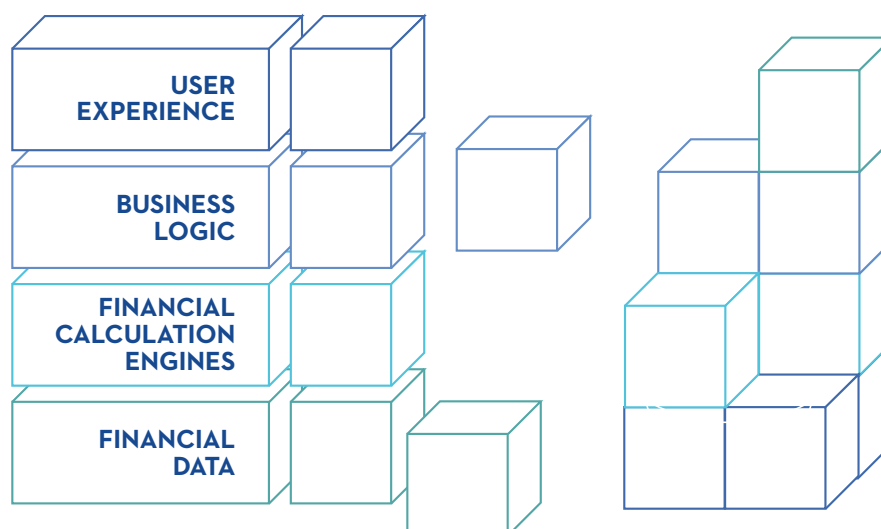 USER
EXPERIENCE
BUSINESS
LOGIC
FINANCIAL
CALCULATION
ENGINES
FINANCIAL
DATA